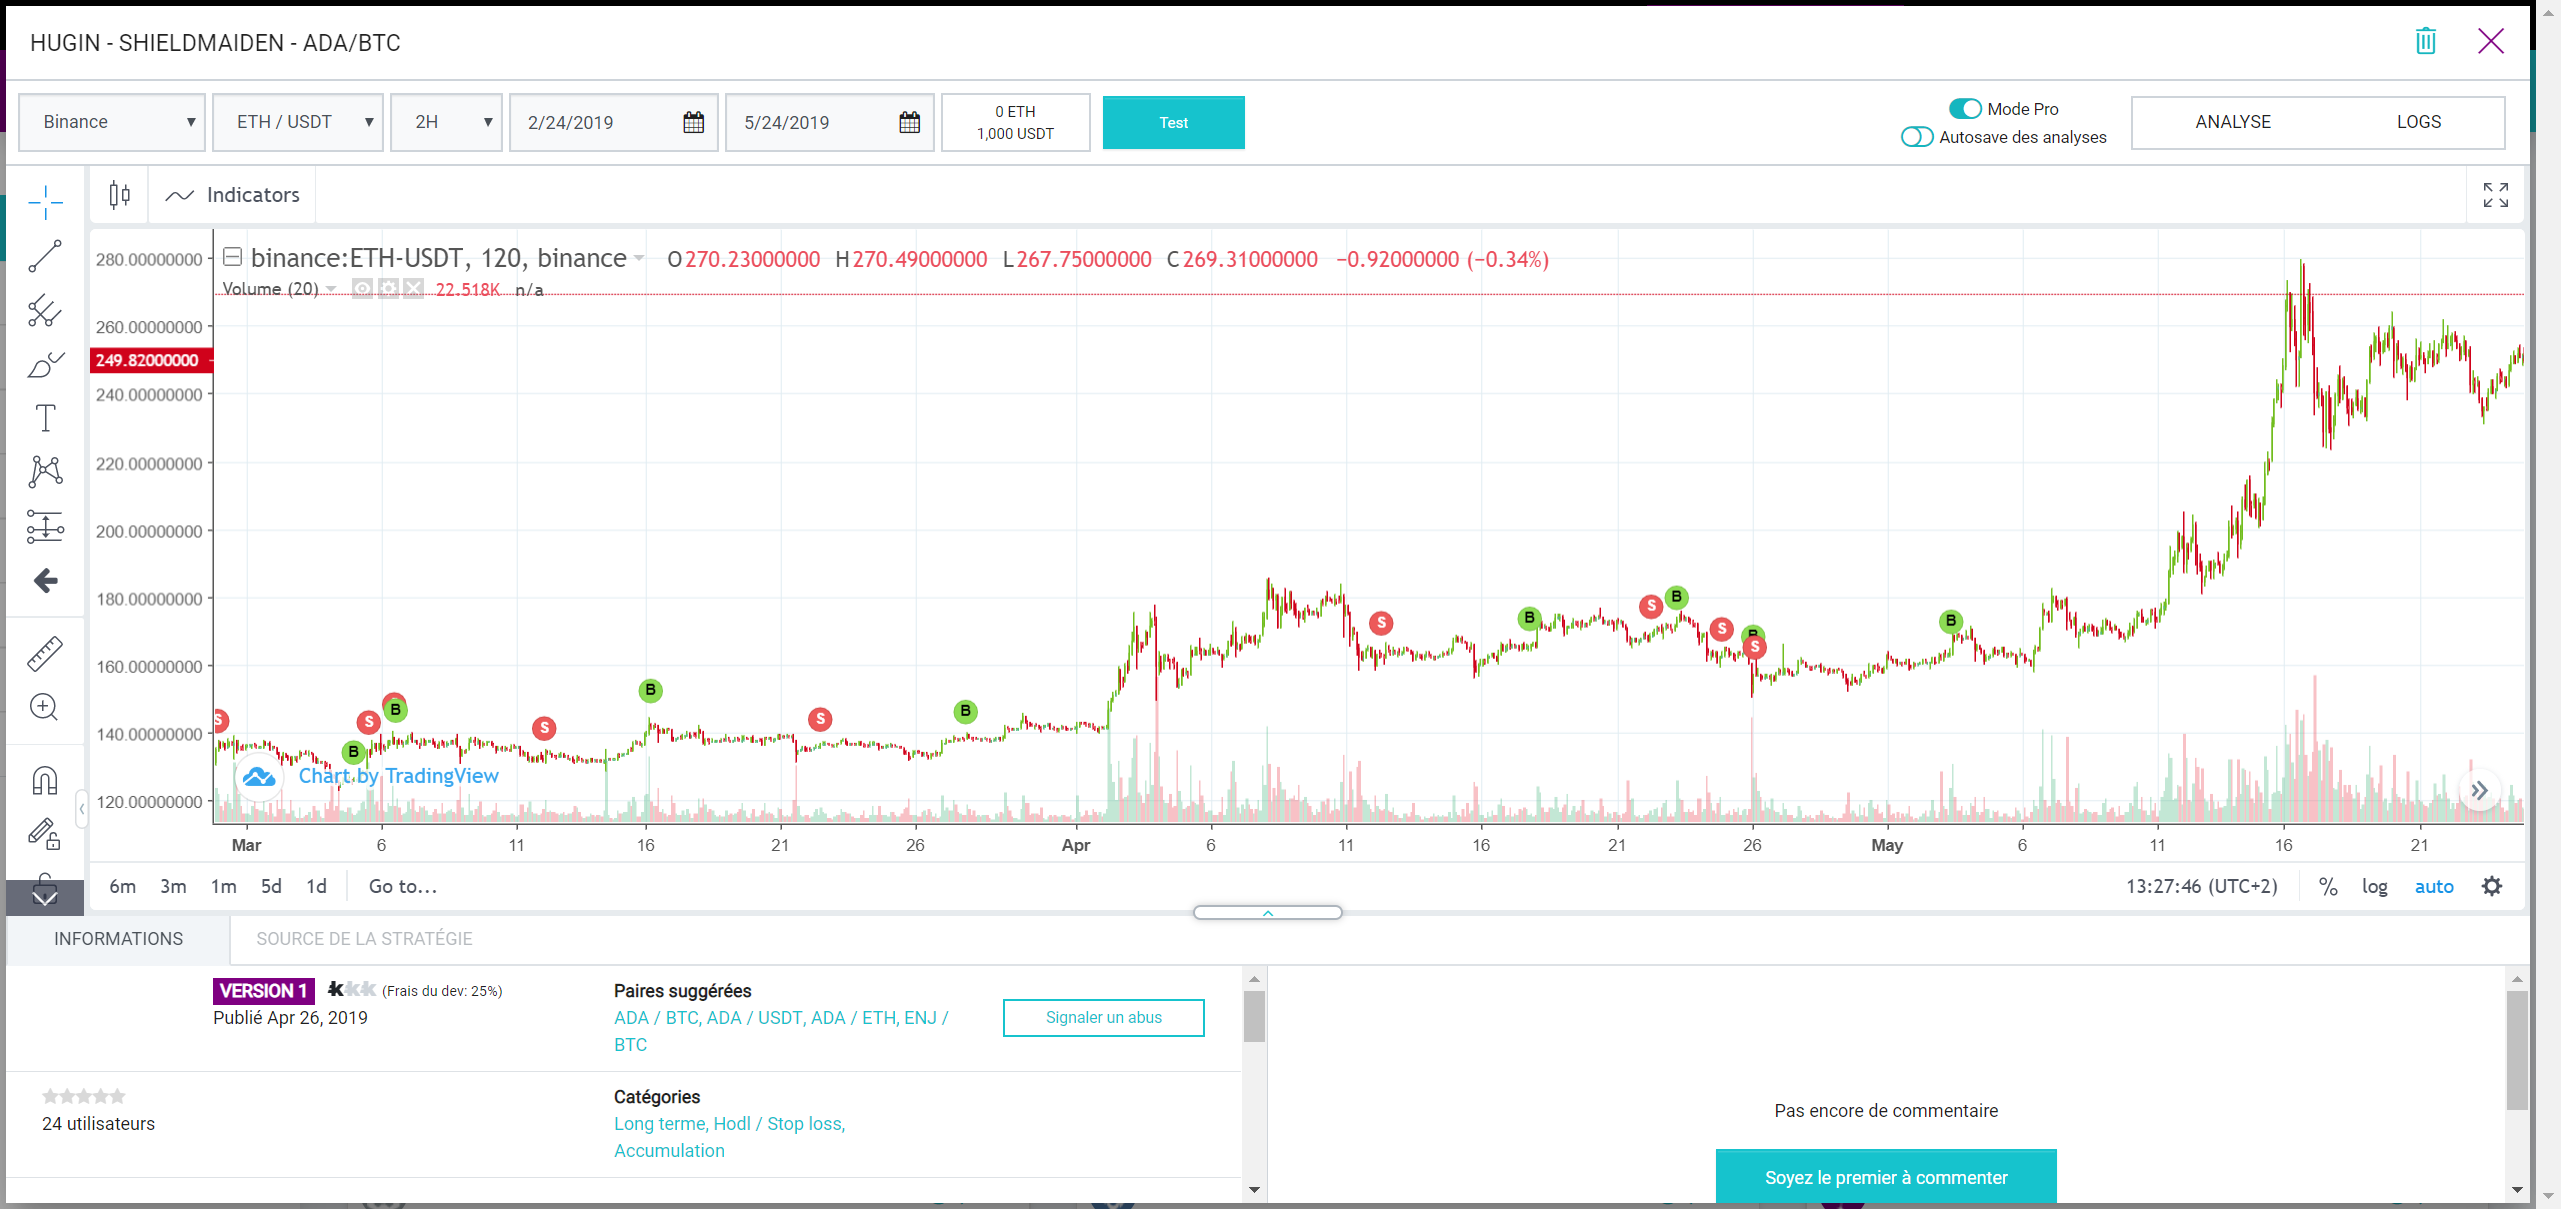 HUGIN - SHIELDMAIDEN - ADA/BTC
Binance
ETH / USDT
2H
2/24/2019
5/24/2019
0 ETH
1,000 USDT
Test
Mode Pro
Autosave des analyses
ANALYSE
LOGS
Indicators
binance:ETH-USDT, 120, binance
O270.23000000 H270.49000000 L267.75000000 C269.31000000 −0.92000000 (−0.34%)
Volume (20)
22.518K n/a
280.00000000
260.00000000
249.82000000
240.00000000
220.00000000
200.00000000
180.00000000
160.00000000
140.00000000
120.00000000
S
B
S
B
S
B
S
B
S
B
S
B
S
B
S
B
Chart by TradingView
Mar 6 11 16 21 26 Apr 6 11 16 21 26 May 6 11 16 21
6m 3m 1m 5d 1d Go to...
13:27:46 (UTC+2) % log auto
INFORMATIONS
SOURCE DE LA STRATÉGIE
VERSION 1
(Frais du dev: 25%)
Publié Apr 26, 2019
Paires suggérées
ADA / BTC, ADA / USDT, ADA / ETH, ENJ /
BTC
Signaler un abus
24 utilisateurs
Catégories
Long terme, Hodl / Stop loss,
Accumulation
Pas encore de commentaire
Soyez le premier à commenter